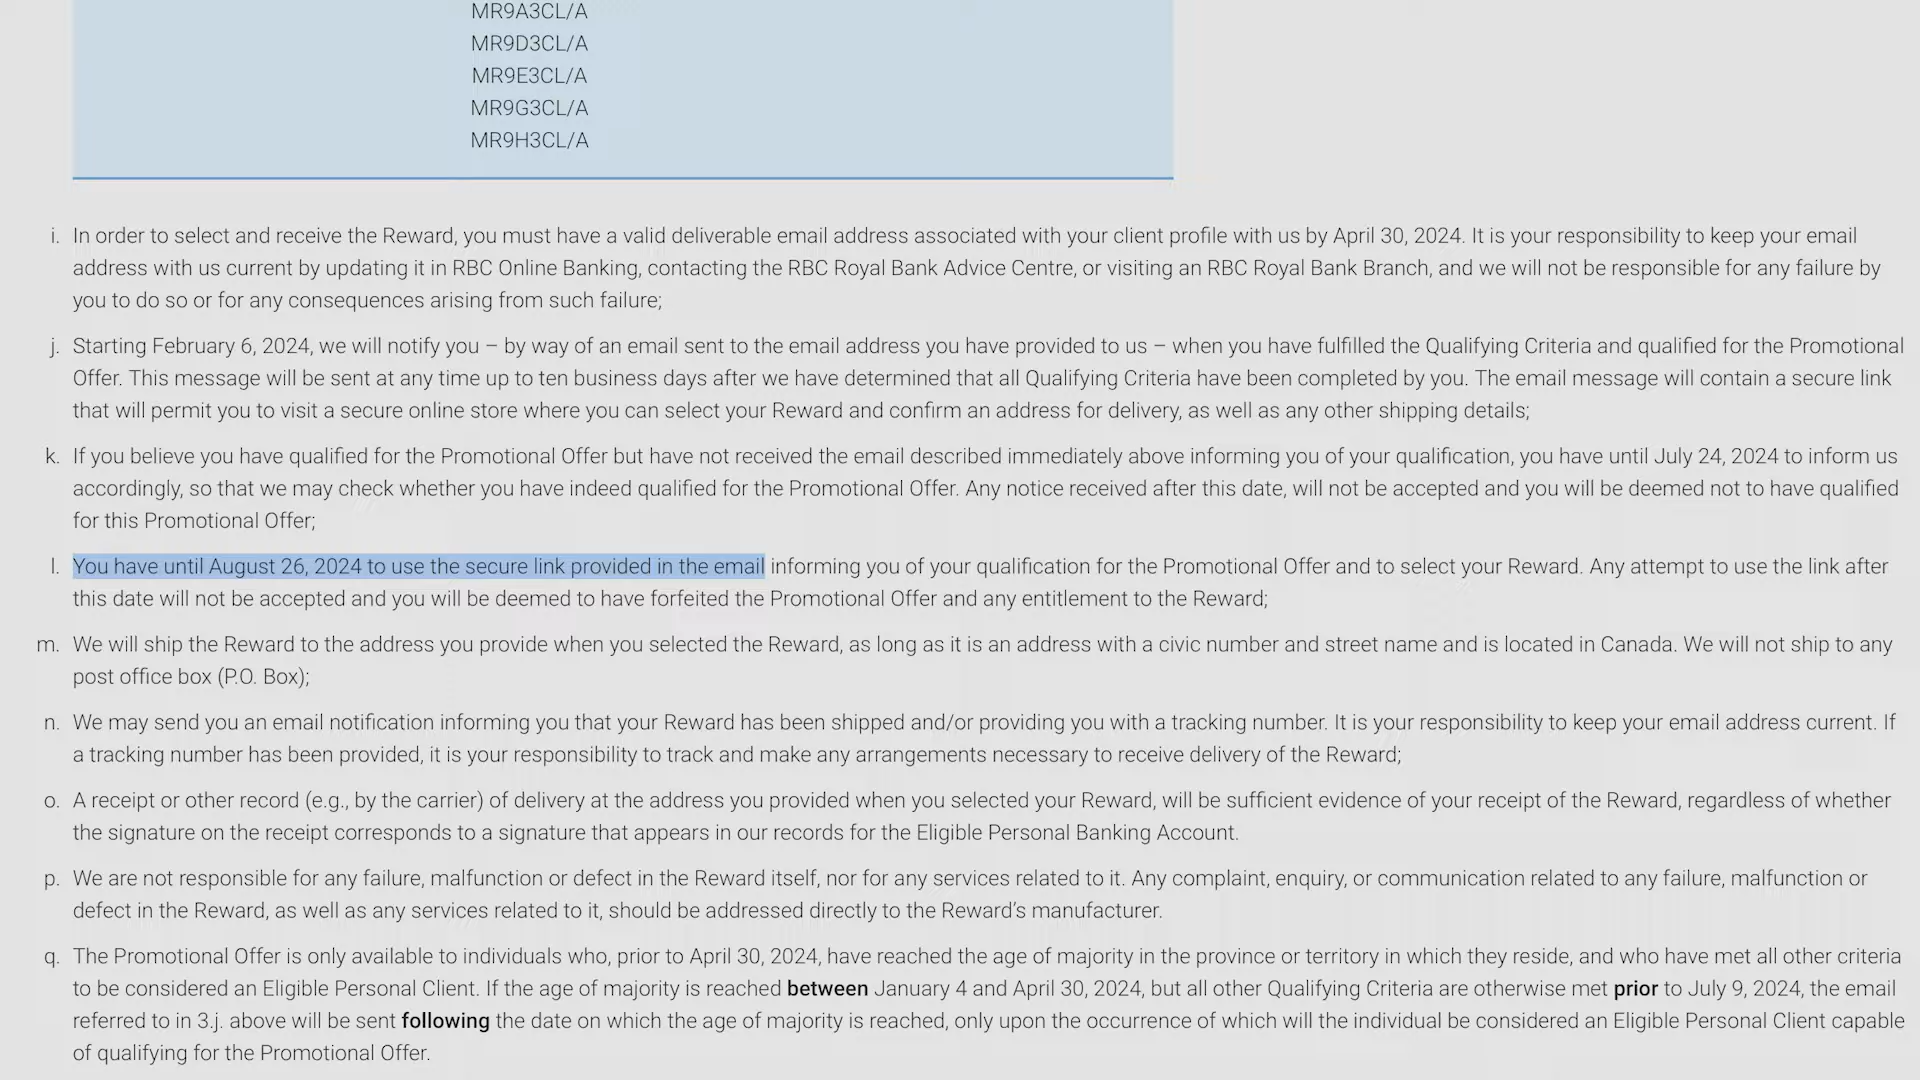 MR9A3CL/A
MR9D3CL/A
MR9E3CL/A
MR9G3CL/A
MR9H3CL/A
i. In order to select and receive the Reward, you must have a valid deliverable email address associated with your client profile with us by April 30, 2024. It is your responsibility to keep your email
address with us current by updating it in RBC Online Banking, contacting the RBC Royal Bank Advice Centre, or visiting an RBC Royal Bank Branch, and we will not be responsible for any failure by
you to do so or for any consequences arising from such failure;
j. Starting February 6, 2024, we will notify you – by way of an email sent to the email address you have provided to us – when you have fulfilled the Qualifying Criteria and qualified for the Promotional
Offer. This message will be sent at any time up to ten business days after we have determined that all Qualifying Criteria have been completed by you. The email message will contain a secure link
that will permit you to visit a secure online store where you can select your Reward and confirm an address for delivery, as well as any other shipping details;
k. If you believe you have qualified for the Promotional Offer but have not received the email described immediately above informing you of your qualification, you have until July 24, 2024 to inform us
accordingly, so that we may check whether you have indeed qualified for the Promotional Offer. Any notice received after this date, will not be accepted and you will be deemed not to have qualified
for this Promotional Offer;
l. You have until August 26, 2024 to use the secure link provided in the email informing you of your qualification for the Promotional Offer and to select your Reward. Any attempt to use the link after
this date will not be accepted and you will be deemed to have forfeited the Promotional Offer and any entitlement to the Reward;
m. We will ship the Reward to the address you provide when you selected the Reward, as long as it is an address with a civic number and street name and is located in Canada. We will not ship to any
post office box (P.O. Box);
n. We may send you an email notification informing you that your Reward has been shipped and/or providing you with a tracking number. It is your responsibility to keep your email address current. If
a tracking number has been provided, it is your responsibility to track and make any arrangements necessary to receive delivery of the Reward;
o. A receipt or other record (e.g., by the carrier) of delivery at the address you provided when you selected your Reward, will be sufficient evidence of your receipt of the Reward, regardless of whether
the signature on the receipt corresponds to a signature that appears in our records for the Eligible Personal Banking Account.
p. We are not responsible for any failure, malfunction or defect in the Reward itself, nor for any services related to it. Any complaint, enquiry, or communication related to any failure, malfunction or
defect in the Reward, as well as any services related to it, should be addressed directly to the Reward’s manufacturer.
q. The Promotional Offer is only available to individuals who, prior to April 30, 2024, have reached the age of majority in the province or territory in which they reside, and who have met all other criteria
to be considered an Eligible Personal Client. If the age of majority is reached between January 4 and April 30, 2024, but all other Qualifying Criteria are otherwise met prior to July 9, 2024, the email
referred to in 3.j. above will be sent following the date on which the age of majority is reached, only upon the occurrence of which will the individual be considered an Eligible Personal Client capable
of qualifying for the Promotional Offer.